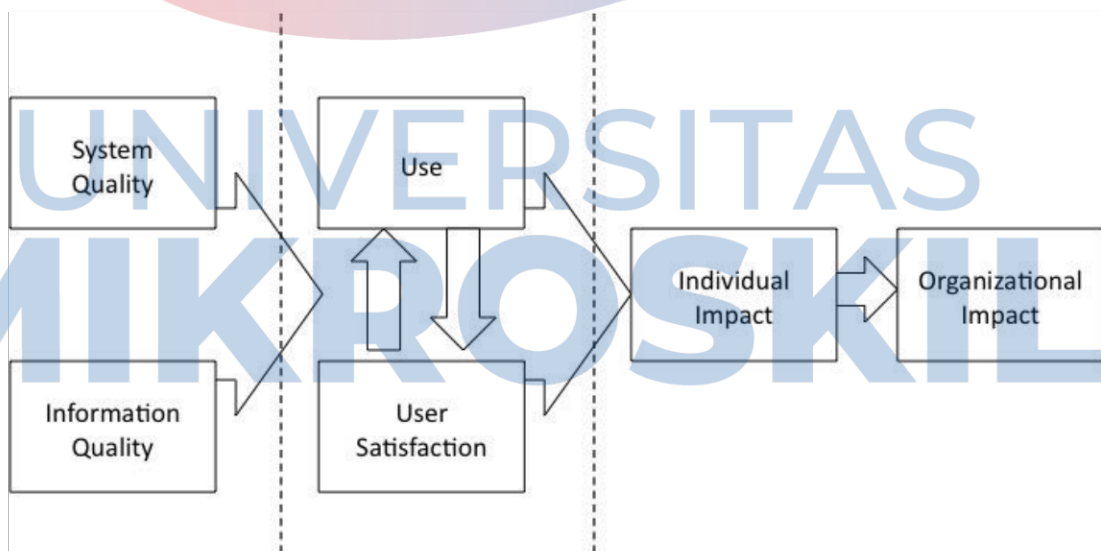 UNIVERSITAS
MIKROSKIL
System
Quality
Use
Individual
Impact
Organizational
Impact
Information
Quality
User
Satisfaction